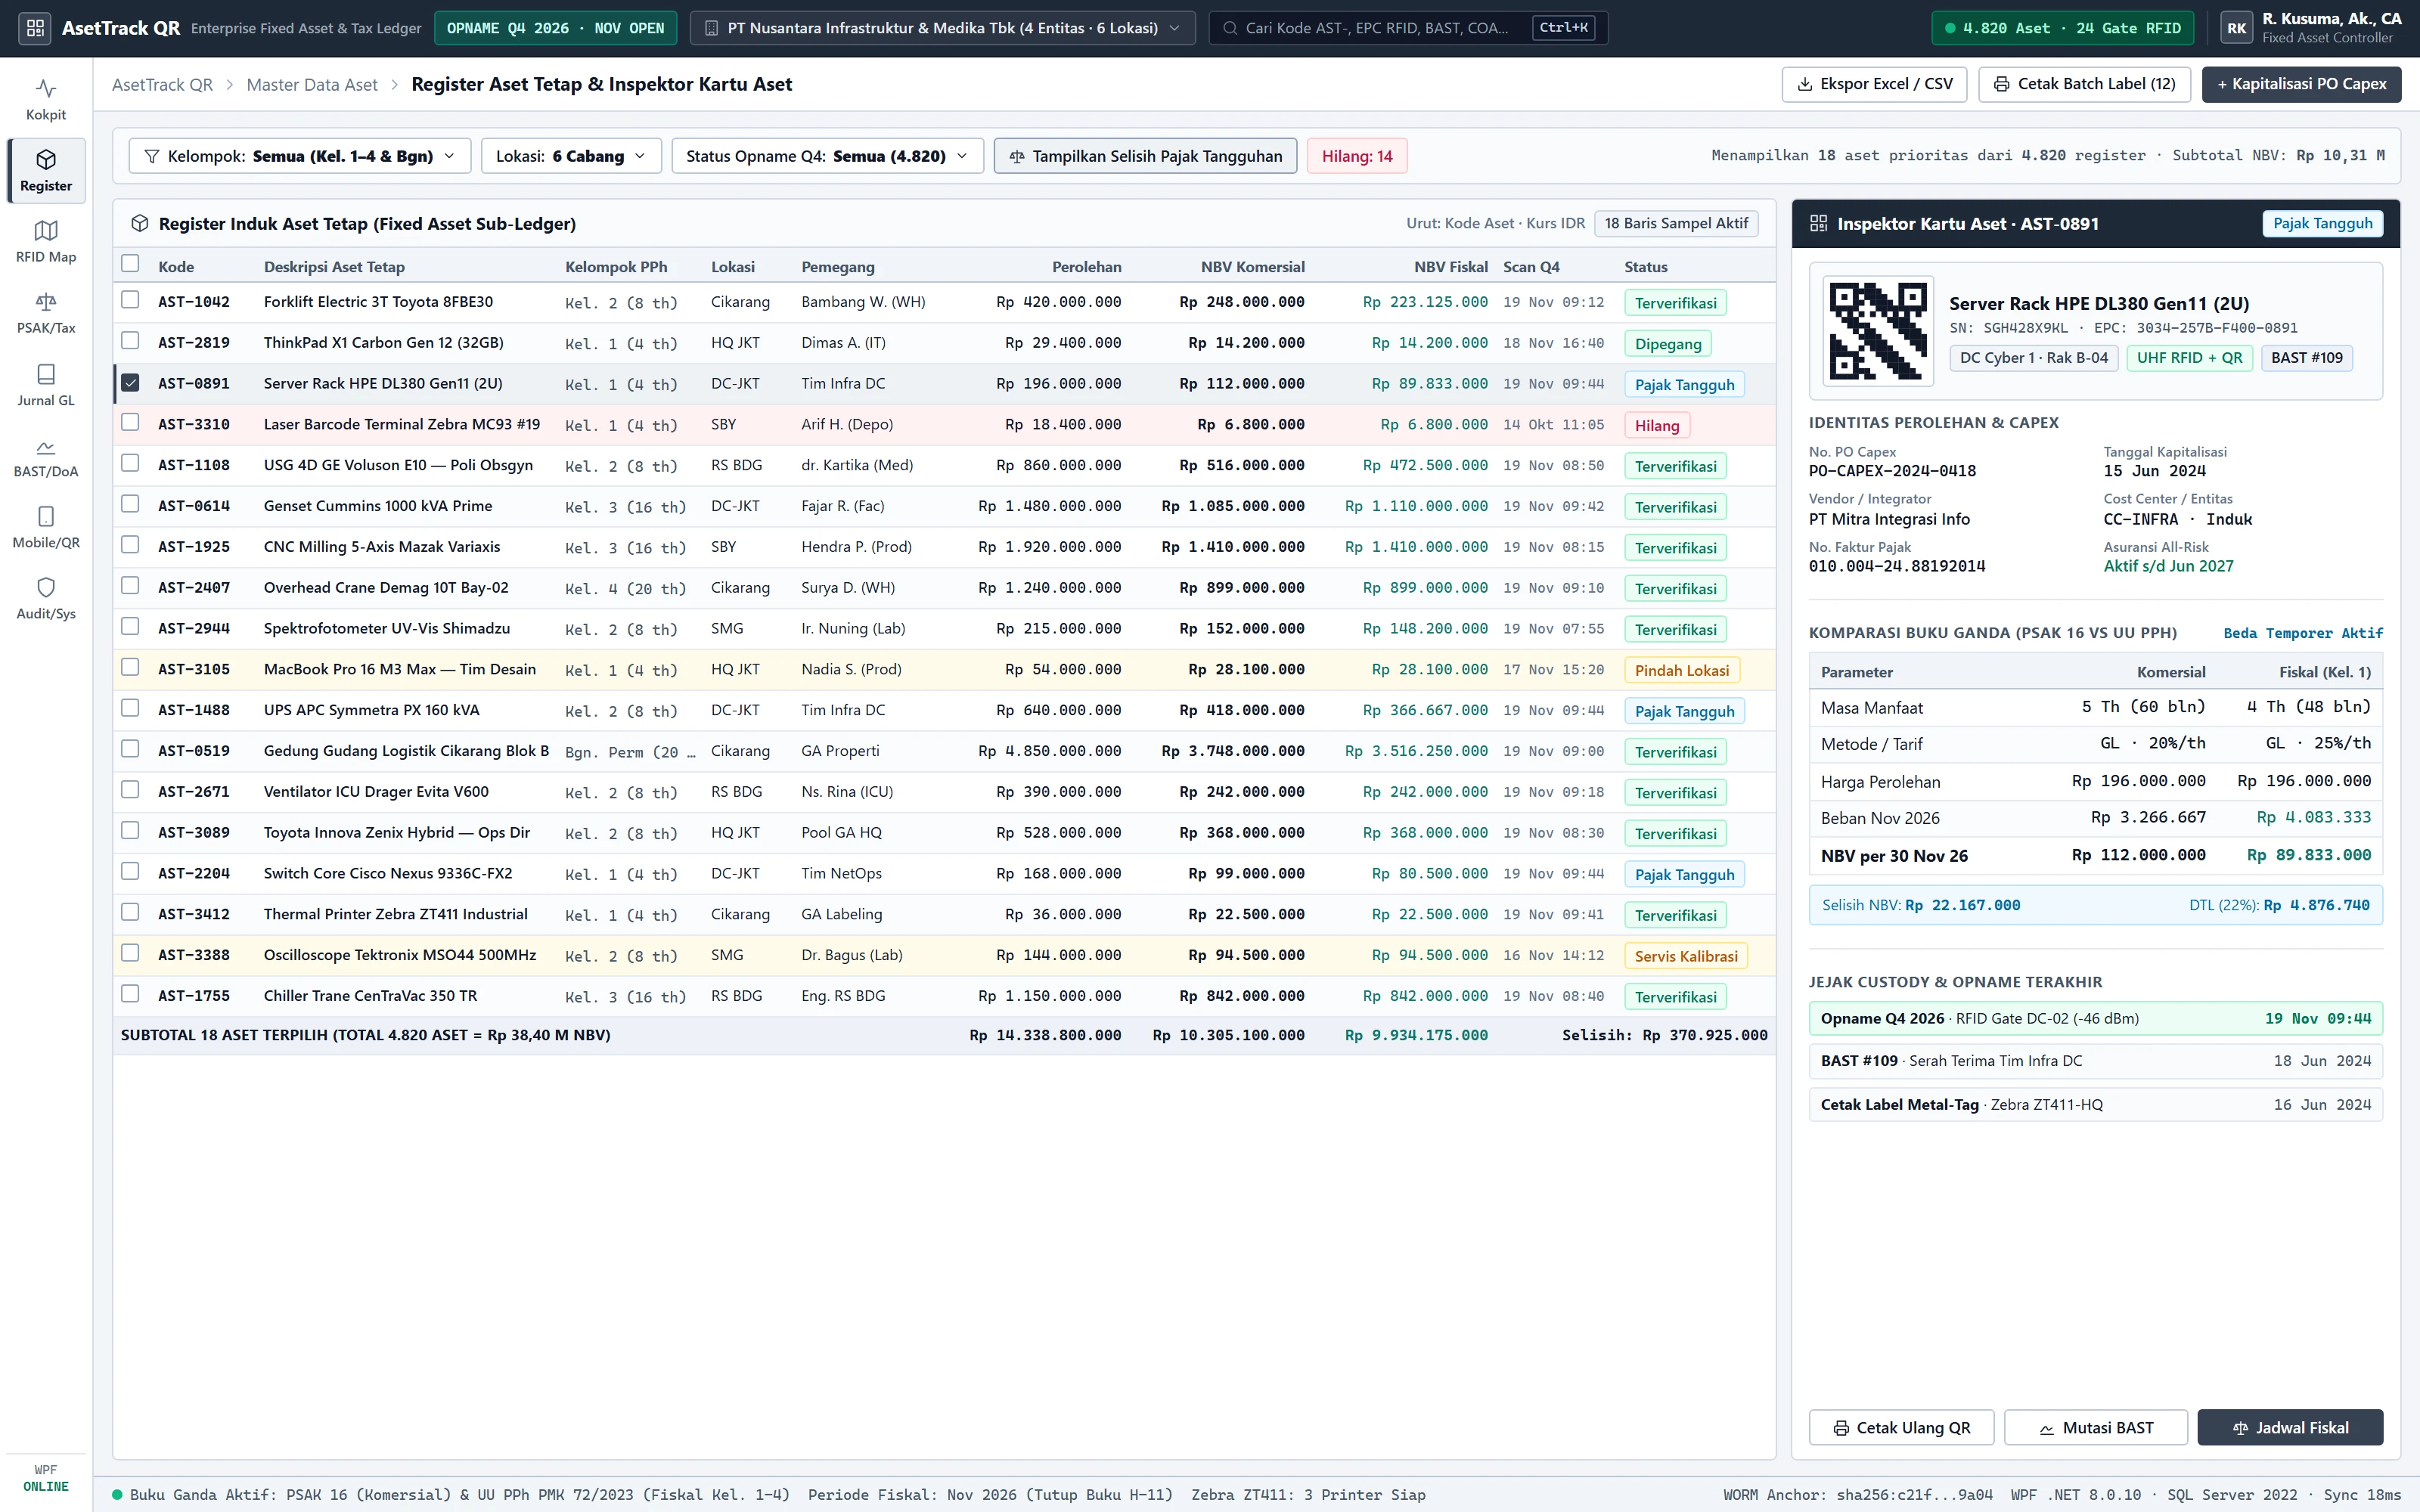 AsetTrack QR Enterprise Fixed Asset & Tax Ledger OPNAME Q4 2026 · NOV OPEN PT Nusantara Infrastruktur & Medika Tbk (4 Entitas · 6 Lokasi) Cari Kode AST-, EPC RFID, BAST, COA... Ctrl+K 4.820 Aset · 24 Gate RFID RK R. Kusuma, Ak., CA
Fixed Asset Controller
Kokpit
Register
RFID Map
PSAK/Tax
Jurnal GL
BAST/DoA
Mobile/QR
Audit/Sys
WPF
ONLINE
AsetTrack QR > Master Data Aset > Register Aset Tetap & Inspektor Kartu Aset Ekspor Excel / CSV Cetak Batch Label (12) + Kapitalisasi PO Capex
Kelompok: Semua (Kel. 1–4 & Bgn) Lokasi: 6 Cabang Status Opname Q4: Semua (4.820) Tampilkan Selisih Pajak Tangguhan Hilang: 14 Menampilkan 18 aset prioritas dari 4.820 register · Subtotal NBV: Rp 10,31 M
Register Induk Aset Tetap (Fixed Asset Sub-Ledger) Urut: Kode Aset · Kurs IDR 18 Baris Sampel Aktif
Kode Deskripsi Aset Tetap Kelompok PPh Lokasi Pemegang Perolehan NBV Komersial NBV Fiskal Scan Q4 Status
AST-1042 Forklift Electric 3T Toyota 8FBE30 Kel. 2 (8 th) Cikarang Bambang W. (WH) Rp 420.000.000 Rp 248.000.000 Rp 223.125.000 19 Nov 09:12 Terverifikasi
AST-2819 ThinkPad X1 Carbon Gen 12 (32GB) Kel. 1 (4 th) HQ JKT Dimas A. (IT) Rp 29.400.000 Rp 14.200.000 Rp 14.200.000 18 Nov 16:40 Dipegang
AST-0891 Server Rack HPE DL380 Gen11 (2U) Kel. 1 (4 th) DC-JKT Tim Infra DC Rp 196.000.000 Rp 112.000.000 Rp 89.833.000 19 Nov 09:44 Pajak Tangguh
AST-3310 Laser Barcode Terminal Zebra MC93 #19 Kel. 1 (4 th) SBY Arif H. (Depo) Rp 18.400.000 Rp 6.800.000 Rp 6.800.000 14 Okt 11:05 Hilang
AST-1108 USG 4D GE Voluson E10 — Poli Obsgyn Kel. 2 (8 th) RS BDG dr. Kartika (Med) Rp 860.000.000 Rp 516.000.000 Rp 472.500.000 19 Nov 08:50 Terverifikasi
AST-0614 Genset Cummins 1000 kVA Prime Kel. 3 (16 th) DC-JKT Fajar R. (Fac) Rp 1.480.000.000 Rp 1.085.000.000 Rp 1.110.000.000 19 Nov 09:42 Terverifikasi
AST-1925 CNC Milling 5-Axis Mazak Variaxis Kel. 3 (16 th) SBY Hendra P. (Prod) Rp 1.920.000.000 Rp 1.410.000.000 Rp 1.410.000.000 19 Nov 08:15 Terverifikasi
AST-2407 Overhead Crane Demag 10T Bay-02 Kel. 4 (20 th) Cikarang Surya D. (WH) Rp 1.240.000.000 Rp 899.000.000 Rp 899.000.000 19 Nov 09:10 Terverifikasi
AST-2944 Spektrofotometer UV-Vis Shimadzu Kel. 2 (8 th) SMG Ir. Nuning (Lab) Rp 215.000.000 Rp 152.000.000 Rp 148.200.000 19 Nov 07:55 Terverifikasi
AST-3105 MacBook Pro 16 M3 Max — Tim Desain Kel. 1 (4 th) HQ JKT Nadia S. (Prod) Rp 54.000.000 Rp 28.100.000 Rp 28.100.000 17 Nov 15:20 Pindah Lokasi
AST-1488 UPS APC Symmetra PX 160 kVA Kel. 2 (8 th) DC-JKT Tim Infra DC Rp 640.000.000 Rp 418.000.000 Rp 366.667.000 19 Nov 09:44 Pajak Tangguh
AST-0519 Gedung Gudang Logistik Cikarang Blok B Bgn. Perm (20 … Cikarang GA Properti Rp 4.850.000.000 Rp 3.748.000.000 Rp 3.516.250.000 19 Nov 09:00 Terverifikasi
AST-2671 Ventilator ICU Drager Evita V600 Kel. 2 (8 th) RS BDG Ns. Rina (ICU) Rp 390.000.000 Rp 242.000.000 Rp 242.000.000 19 Nov 09:18 Terverifikasi
AST-3089 Toyota Innova Zenix Hybrid — Ops Dir Kel. 2 (8 th) HQ JKT Pool GA HQ Rp 528.000.000 Rp 368.000.000 Rp 368.000.000 19 Nov 08:30 Terverifikasi
AST-2204 Switch Core Cisco Nexus 9336C-FX2 Kel. 1 (4 th) DC-JKT Tim NetOps Rp 168.000.000 Rp 99.000.000 Rp 80.500.000 19 Nov 09:44 Pajak Tangguh
AST-3412 Thermal Printer Zebra ZT411 Industrial Kel. 1 (4 th) Cikarang GA Labeling Rp 36.000.000 Rp 22.500.000 Rp 22.500.000 19 Nov 09:41 Terverifikasi
AST-3388 Oscilloscope Tektronix MSO44 500MHz Kel. 2 (8 th) SMG Dr. Bagus (Lab) Rp 144.000.000 Rp 94.500.000 Rp 94.500.000 16 Nov 14:12 Servis Kalibrasi
AST-1755 Chiller Trane CenTraVac 350 TR Kel. 3 (16 th) RS BDG Eng. RS BDG Rp 1.150.000.000 Rp 842.000.000 Rp 842.000.000 19 Nov 08:40 Terverifikasi
SUBTOTAL 18 ASET TERPILIH (TOTAL 4.820 ASET = Rp 38,40 M NBV) Rp 14.338.800.000 Rp 10.305.100.000 Rp 9.934.175.000 Selisih: Rp 370.925.000
Inspektor Kartu Aset · AST-0891 Pajak Tangguh
Server Rack HPE DL380 Gen11 (2U)
SN: SGH428X9KL · EPC: 3034-257B-F400-0891
DC Cyber 1 · Rak B-04 UHF RFID + QR BAST #109
IDENTITAS PEROLEHAN & CAPEX
No. PO Capex Tanggal Kapitalisasi
PO-CAPEX-2024-0418 15 Jun 2024
Vendor / Integrator Cost Center / Entitas
PT Mitra Integrasi Info CC-INFRA · Induk
No. Faktur Pajak Asuransi All-Risk
010.004-24.88192014 Aktif s/d Jun 2027
KOMPARASI BUKU GANDA (PSAK 16 VS UU PPH) Beda Temporer Aktif
Parameter Komersial Fiskal (Kel. 1)
Masa Manfaat 5 Th (60 bln) 4 Th (48 bln)
Metode / Tarif GL · 20%/th GL · 25%/th
Harga Perolehan Rp 196.000.000 Rp 196.000.000
Beban Nov 2026 Rp 3.266.667 Rp 4.083.333
NBV per 30 Nov 26 Rp 112.000.000 Rp 89.833.000
Selisih NBV: Rp 22.167.000 DTL (22%): Rp 4.876.740
JEJAK CUSTODY & OPNAME TERAKHIR
Opname Q4 2026 · RFID Gate DC-02 (-46 dBm) 19 Nov 09:44
BAST #109 · Serah Terima Tim Infra DC 18 Jun 2024
Cetak Label Metal-Tag · Zebra ZT411-HQ 16 Jun 2024
Cetak Ulang QR Mutasi BAST Jadwal Fiskal
Buku Ganda Aktif: PSAK 16 (Komersial) & UU PPh PMK 72/2023 (Fiskal Kel. 1-4) Periode Fiskal: Nov 2026 (Tutup Buku H-11) Zebra ZT411: 3 Printer Siap WORM Anchor: sha256:c21f...9a04 WPF .NET 8.0.10 · SQL Server 2022 · Sync 18ms